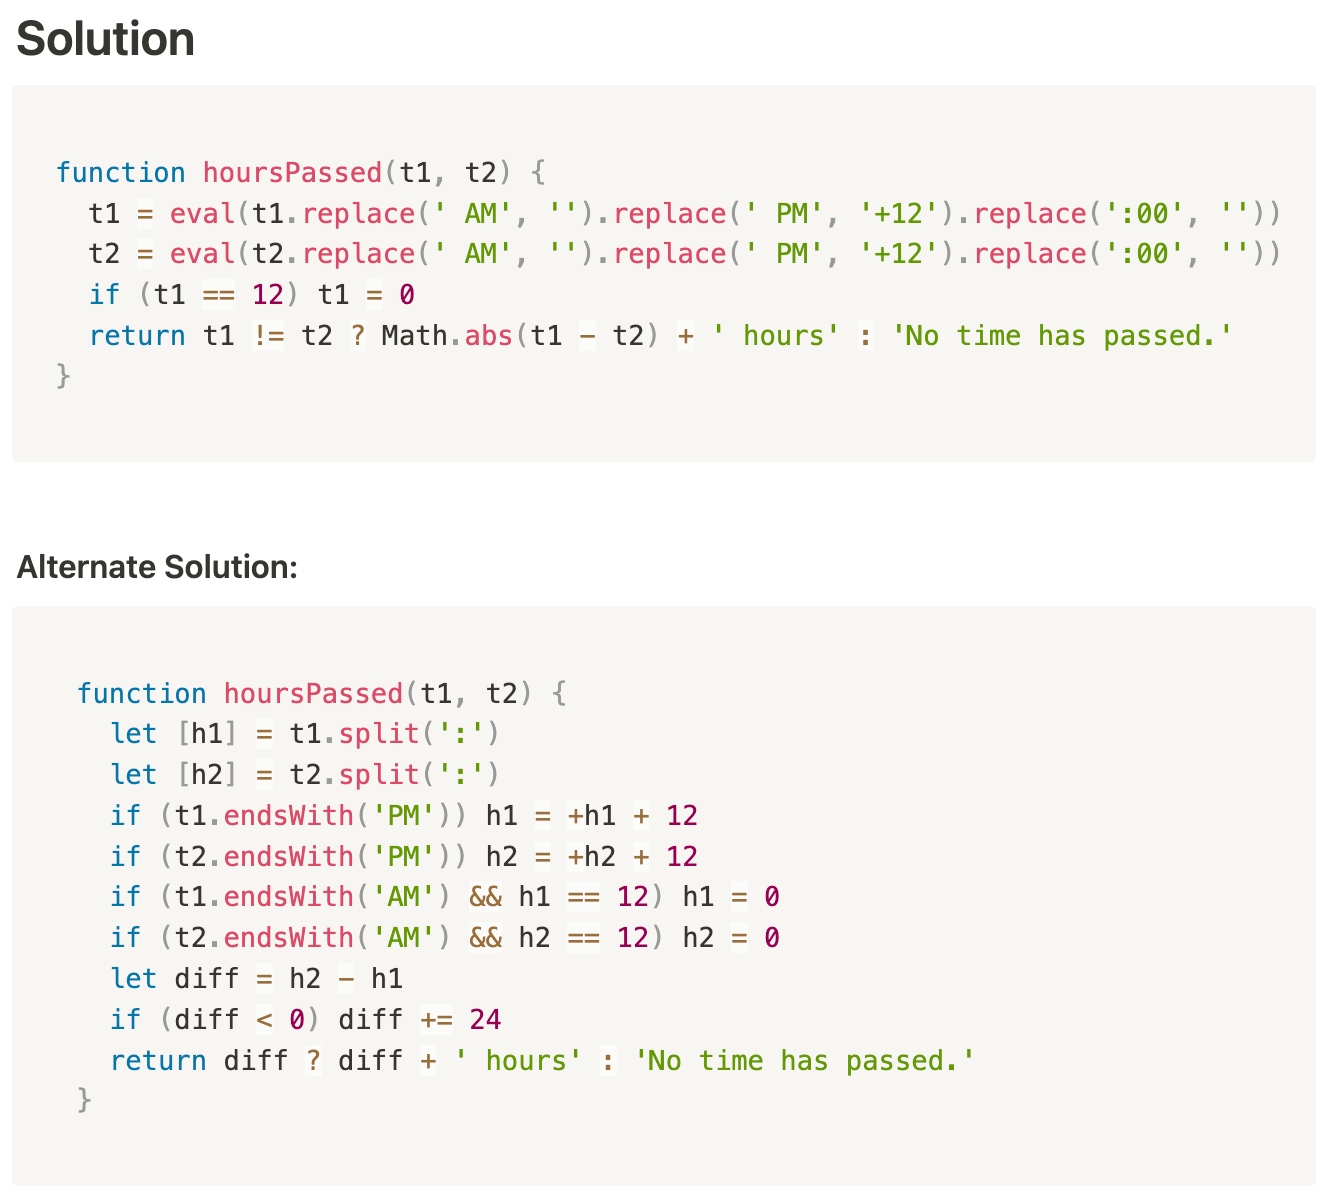 Solution
function hoursPassed(t1, t2) {
  t1 = eval(t1.replace(' AM', '').replace(' PM', '+12').replace(':00', ''))
  t2 = eval(t2.replace(' AM', '').replace(' PM', '+12').replace(':00', ''))
  if (t1 == 12) t1 = 0
  return t1 != t2 ? Math.abs(t1 - t2) + ' hours' : 'No time has passed.'
}
Alternate Solution:
function hoursPassed(t1, t2) {
  let [h1] = t1.split(':')
  let [h2] = t2.split(':')
  if (t1.endsWith('PM')) h1 = +h1 + 12
  if (t2.endsWith('PM')) h2 = +h2 + 12
  if (t1.endsWith('AM') && h1 == 12) h1 = 0
  if (t2.endsWith('AM') && h2 == 12) h2 = 0
  let diff = h2 - h1
  if (diff < 0) diff += 24
  return diff ? diff + ' hours' : 'No time has passed.'
}